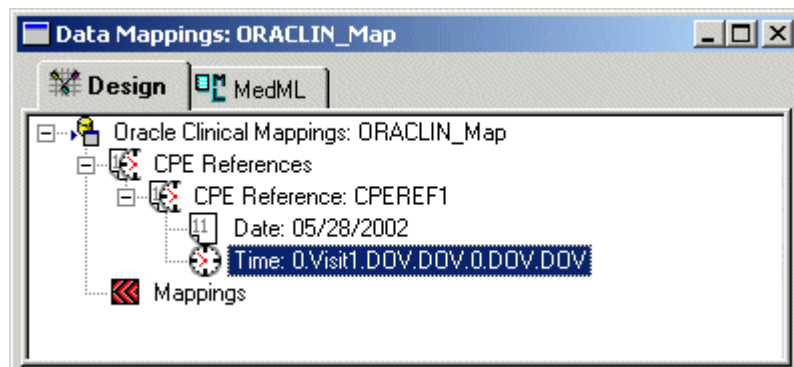 Data Mappings: ORACLIN_Map
Design MedML
Oracle Clinical Mappings: ORACLIN_Map
CPE References
CPE Reference: CPEREF1
11 Date: 05/28/2002
Time: 0.Visit1.DOV.DOV.0.DOV.DOV
Mappings